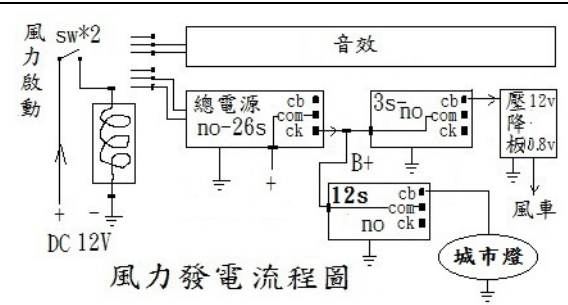 風力啟動
sw*2
音效
總電源
no-26s
cb
com
ck
3s-no
cb
com
ck
壓降板
12v
0.8v
B+
+
12s
no
cb
com
ck
風車
城市燈
+ -
DC 12V
風力發電流程圖